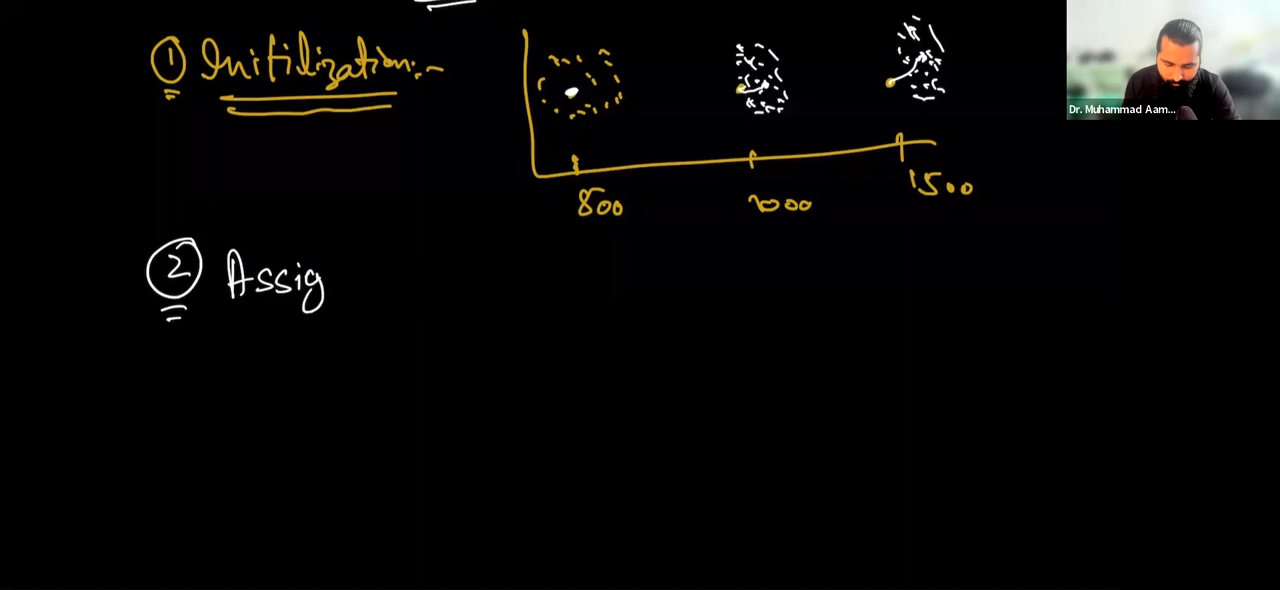 ① Initilization:-
800
1000
1500
② Assig
Dr. Muhammad Aam...